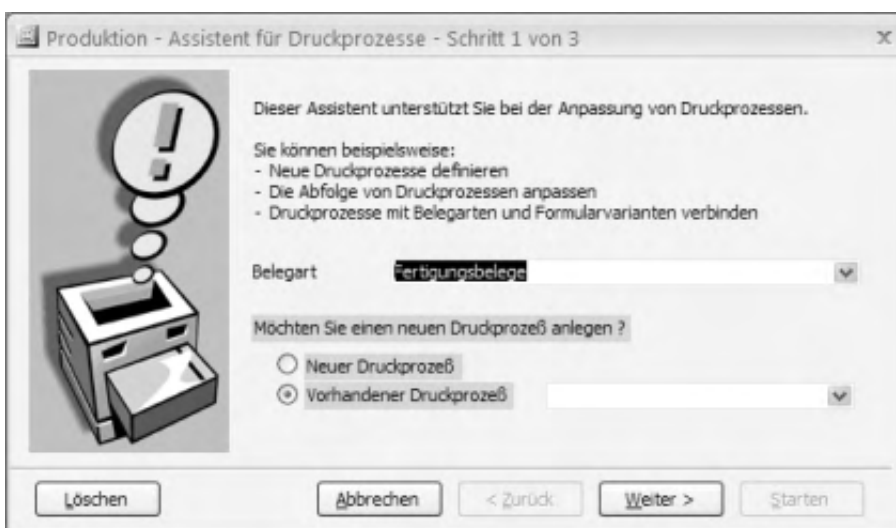 Produktion - Assistent für Druckprozesse - Schritt 1 von 3
Dieser Assistent unterstützt Sie bei der Anpassung von Druckprozessen.
Sie können beispielsweise:
- Neue Druckprozesse definieren
- Die Abfolge von Druckprozessen anpassen
- Druckprozesse mit Belegarten und Formularvarianten verbinden
Belegart Fertigungsbelege
Möchten Sie einen neuen Druckprozeß anlegen ?
Neuer Druckprozeß
Vorhandener Druckprozeß
Löschen Abbrechen < Zurück Weiter > Starten